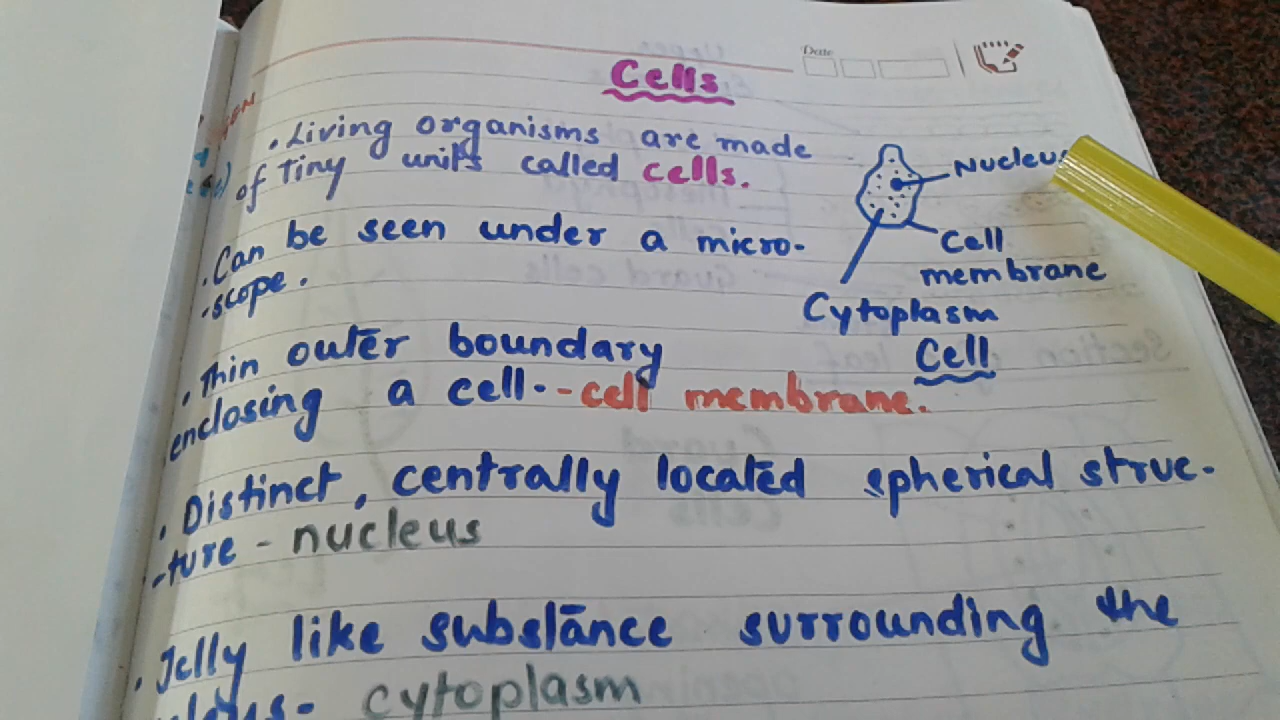 Date
Cells
. Living organisms are made
of Tiny units called cells.
. Can be seen under a micro-
-scope.
Nucleus
Cell
membrane
Cytoplasm
Cell
. Thin outer boundary
enclosing a cell--cell membrane.
. Distinct, centrally located spherical struc-
-ture - nucleus
. Jelly like substance surrounding the
cytoplasm